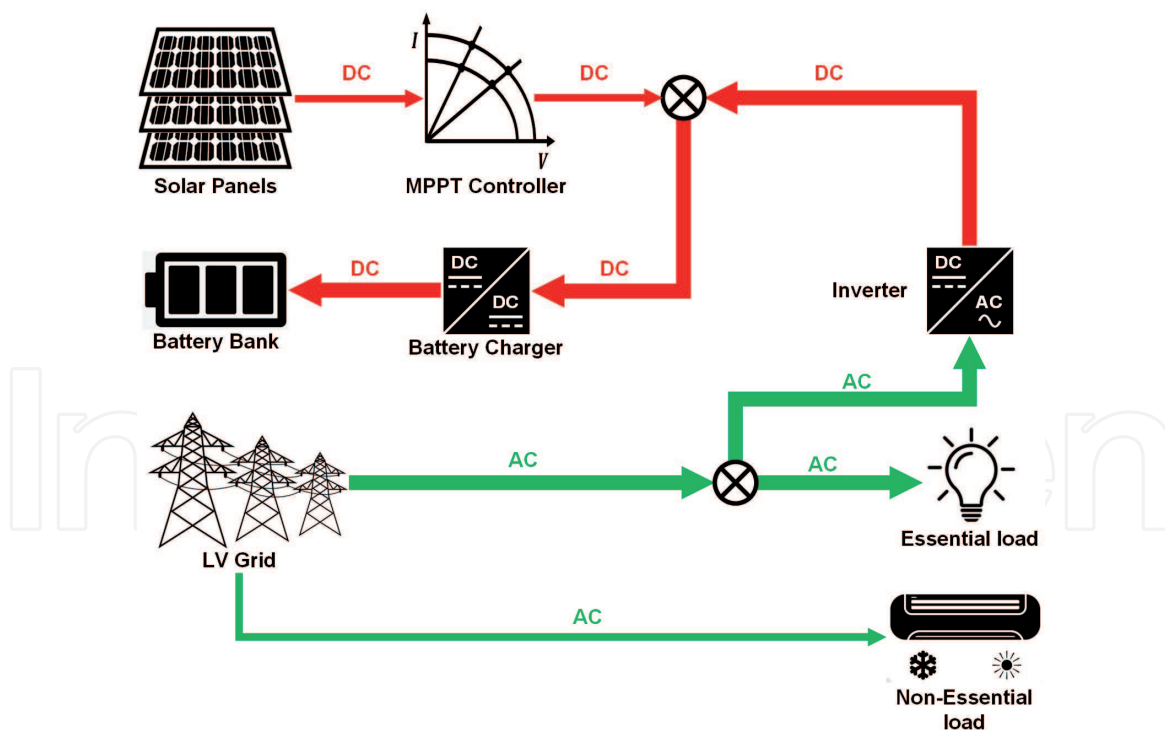 I
DC
DC
DC
V
Solar Panels
MPPT Controller
DC
DC
DC
DC
DC
AC
Inverter
Battery Bank
Battery Charger
AC
AC
AC
LV Grid
Essential load
AC
Non-Essential
load